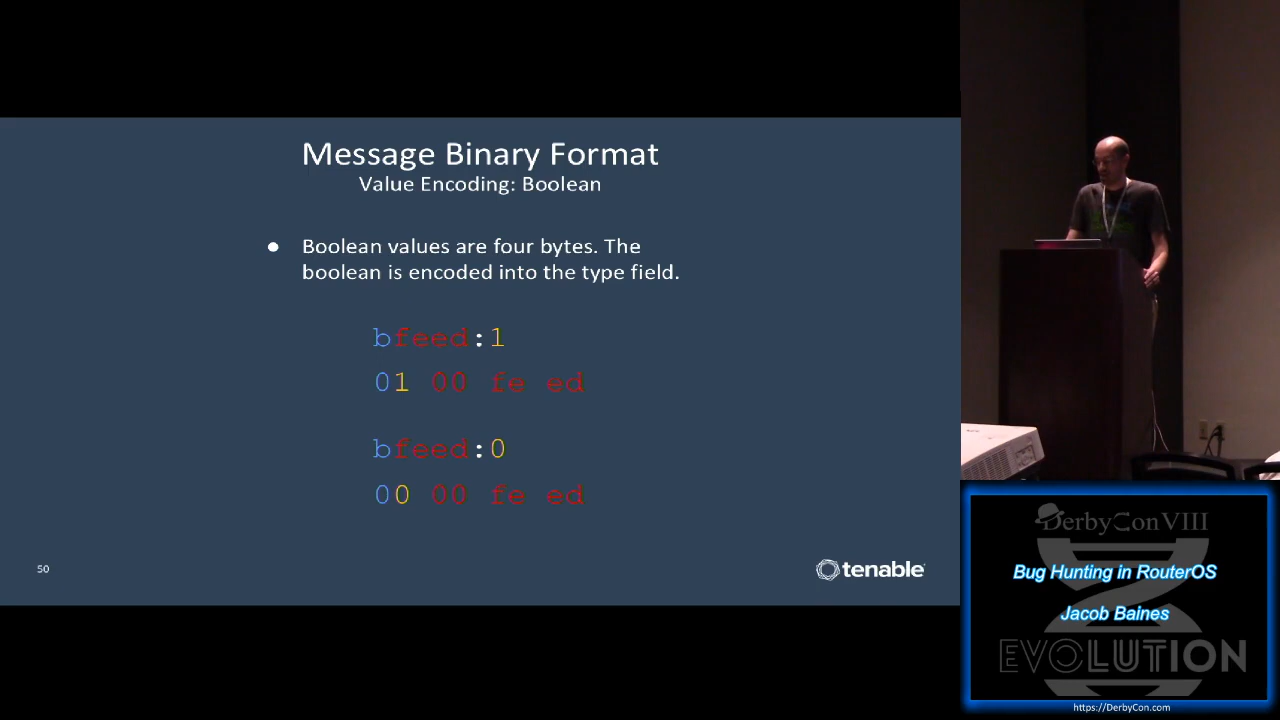 Message Binary Format
Value Encoding: Boolean
● Boolean values are four bytes. The
boolean is encoded into the type field.
bfeed:1
01 00 fe ed
bfeed:0
00 00 fe ed
50
tenable
DerbyCon VIII
Bug Hunting in RouterOS
Jacob Baines
EVOLUTION
https://DerbyCon.com